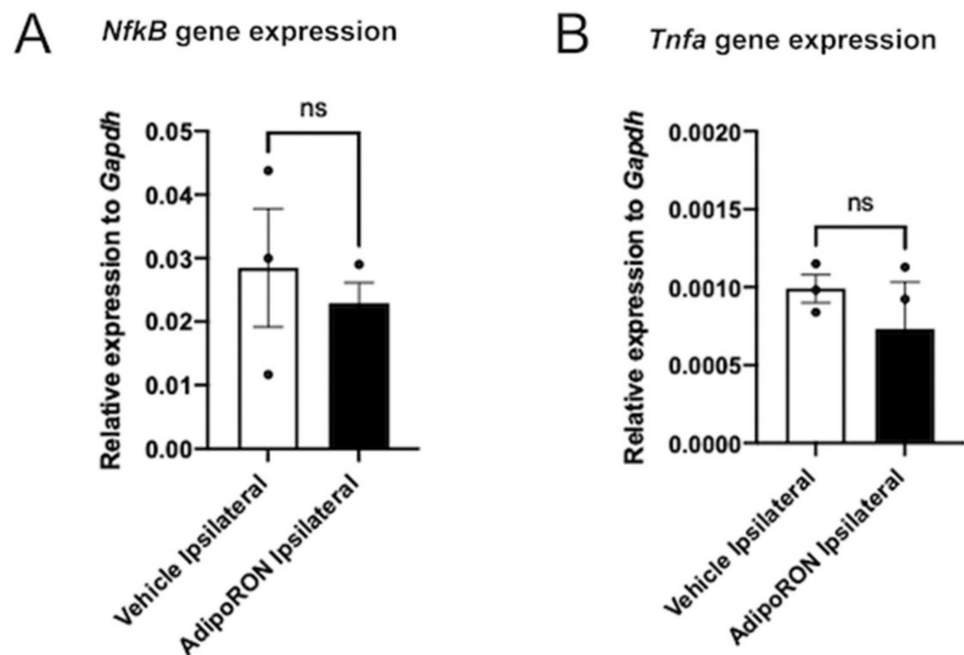 A
NfkB gene expression
ns
Relative expression to Gapdh
0.05
0.04
0.03
0.02
0.01
0.00
Vehicle Ipsilateral
AdipoRON Ipsilateral
B
Tnfa gene expression
ns
Relative expression to Gapdh
0.0020
0.0015
0.0010
0.0005
0.0000
Vehicle Ipsilateral
AdipoRON Ipsilateral